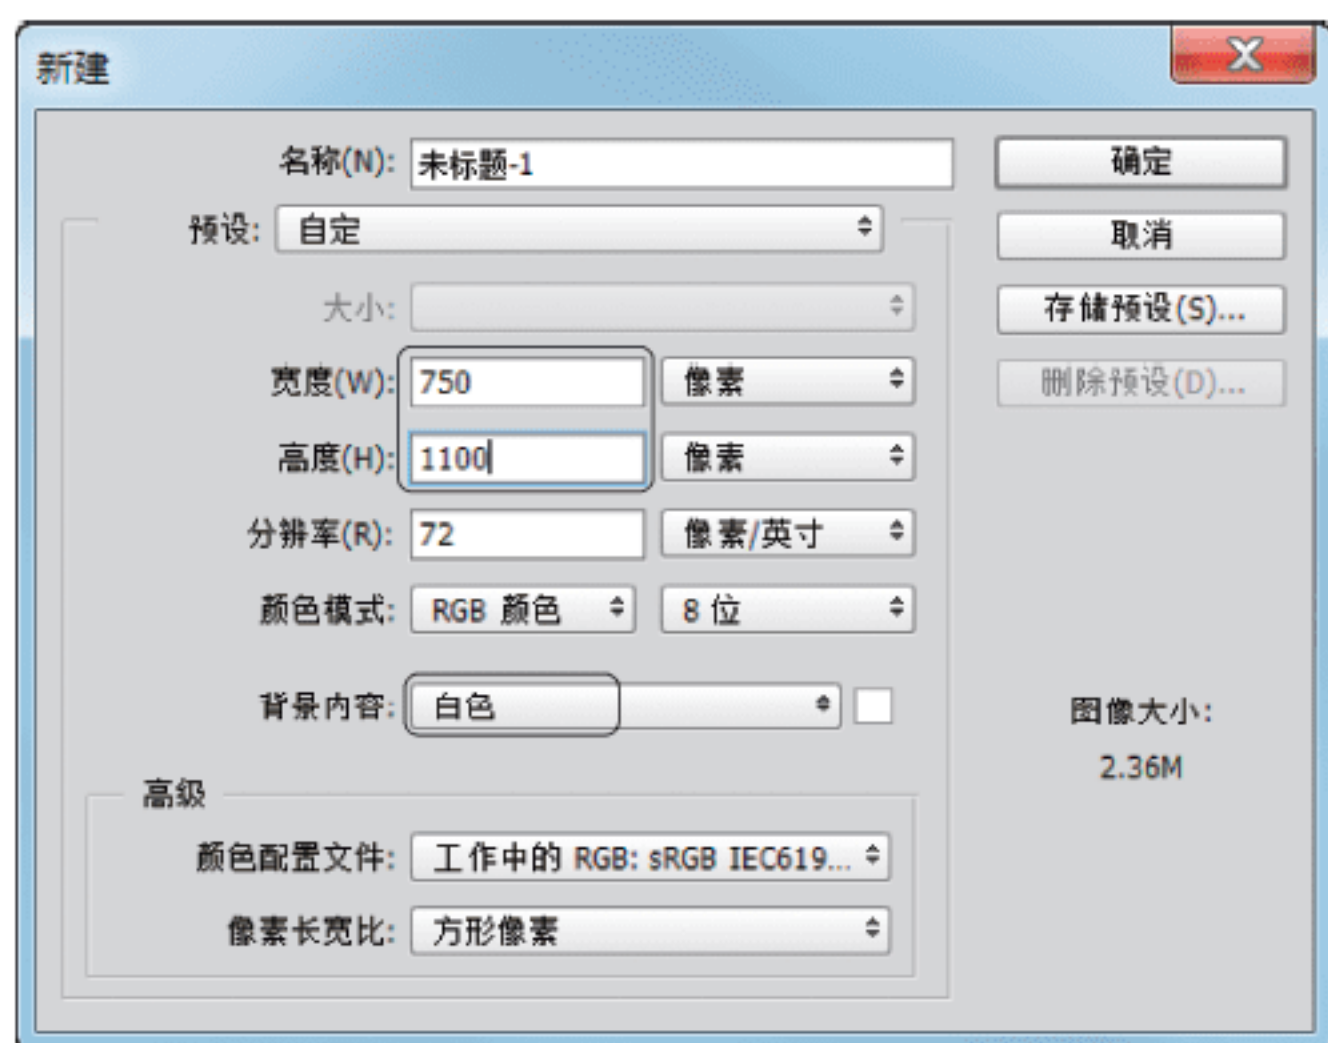 新建
名称(N): 未标题-1 确定
预设: 自定 取消
大小: 存储预设(S)...
宽度(W): 750 像素 删除预设(D)...
高度(H): 1100 像素
分辨率(R): 72 像素/英寸
颜色模式: RGB 颜色 8 位
背景内容: 白色 图像大小:
2.36M
高级
颜色配置文件: 工作中的 RGB: sRGB IEC619...
像素长宽比: 方形像素